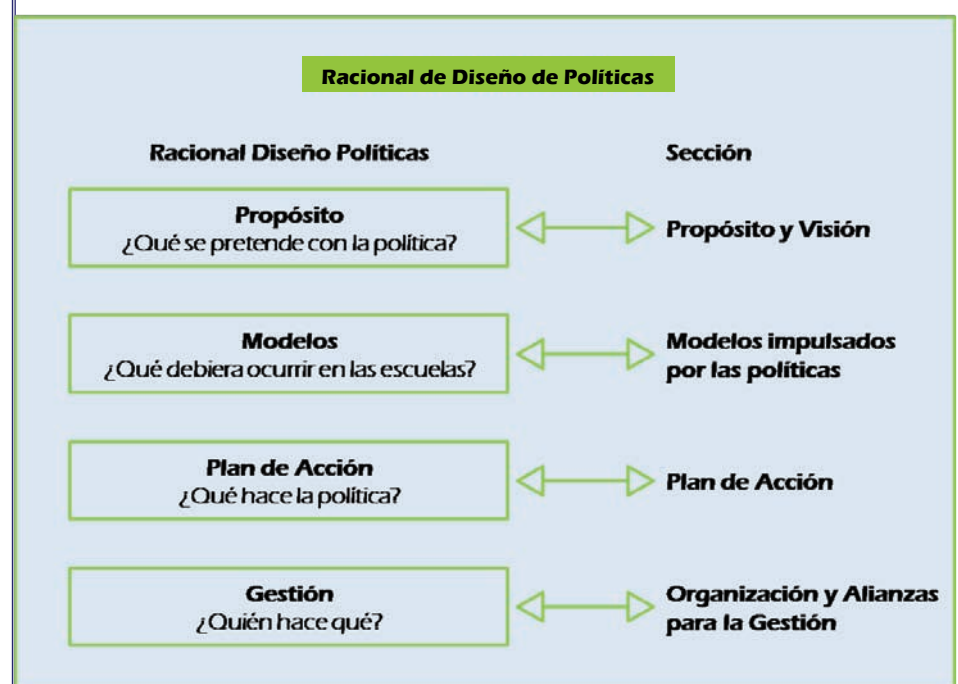 Racional de Diseño de Políticas
Racional Diseño Políticas
Sección
Propósito
¿Qué se pretende con la política?
Propósito y Visión
Modelos
¿Qué debiera ocurrir en las escuelas?
Modelos impulsados
por las políticas
Plan de Acción
¿Qué hace la política?
Plan de Acción
Gestión
¿Quién hace qué?
Organización y Alianzas
para la Gestión